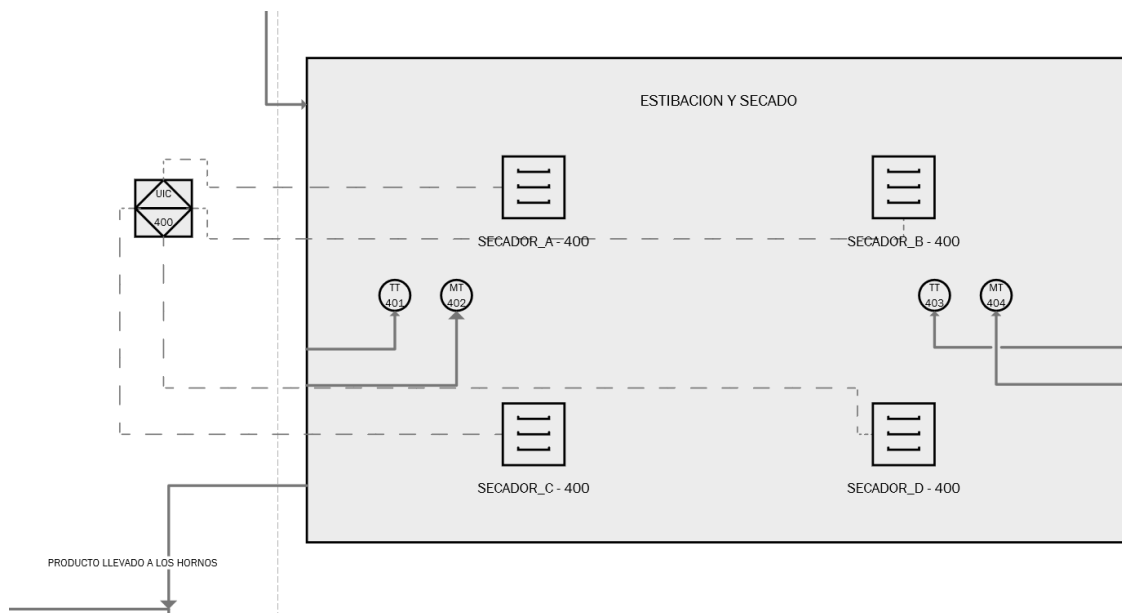 ESTIBACION Y SECADO
UIC
400
SECADOR_A - 400
SECADOR_B - 400
TT
401
MT
402
TT
403
MT
404
SECADOR_C - 400
SECADOR_D - 400
PRODUCTO LLEVADO A LOS HORNOS